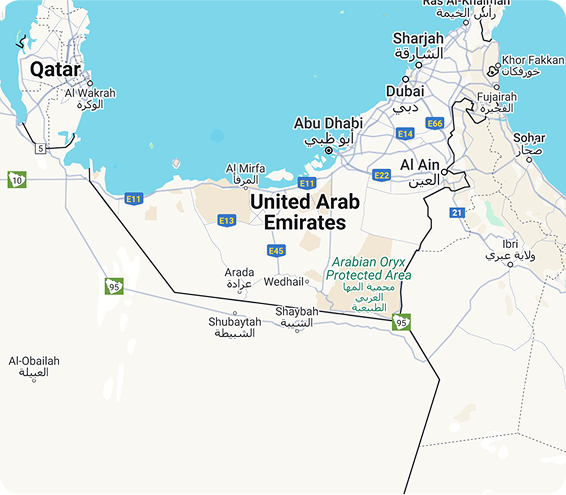 Ras Al-Khaimah
رأس الخيمة
Sharjah
الشارقة
Khor Fakkan
خورفكان
Qatar
Al Wakrah
الوكرة
Dubai
دبي
Fujairah
الفجيرة
Abu Dhabi
أبو ظبي
E66
E14
Sohar
صحار
5
Al Ain
العين
10
Al Mirfa
المرفأ
E11
E22
E11
United Arab
Emirates
21
E13
E45
Ibri
ولاية عبري
Arabian Oryx
Protected Area
محمية المها
العربي
الطبيعية
Arada
عرادة
Wedhail
95
Shaybah
الشيبة
Shubaytah
الشبيطة
95
Al-Obailah
العبيلة